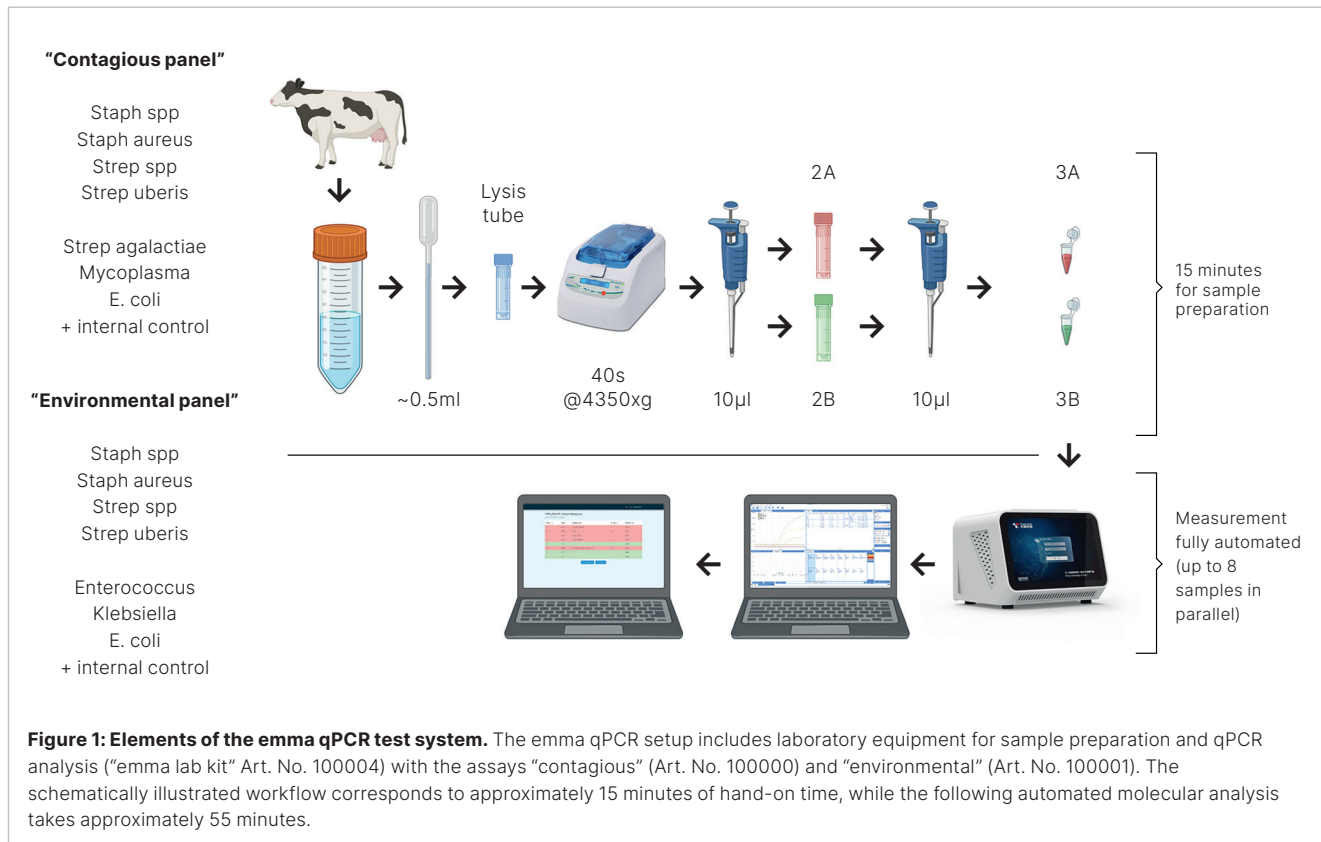 “Contagious panel”
Staph spp
Staph aureus
Strep spp
Strep uberis
Strep agalactiae
Mycoplasma
E. coli
+ internal control
“Environmental panel”
Staph spp
Staph aureus
Strep spp
Strep uberis
Enterococcus
Klebsiella
E. coli
+ internal control
Lysis
tube
2A
3A
~0.5ml
40s
@4350xg
10µl
2B
10µl
3B
15 minutes
for sample
preparation
Measurement
fully automated
(up to 8
samples in
parallel)
Figure 1: Elements of the emma qPCR test system. The emma qPCR setup includes laboratory equipment for sample preparation and qPCR
analysis (“emma lab kit” Art. No. 100004) with the assays “contagious” (Art. No. 100000) and “environmental” (Art. No. 100001). The
schematically illustrated workflow corresponds to approximately 15 minutes of hand-on time, while the following automated molecular analysis
takes approximately 55 minutes.